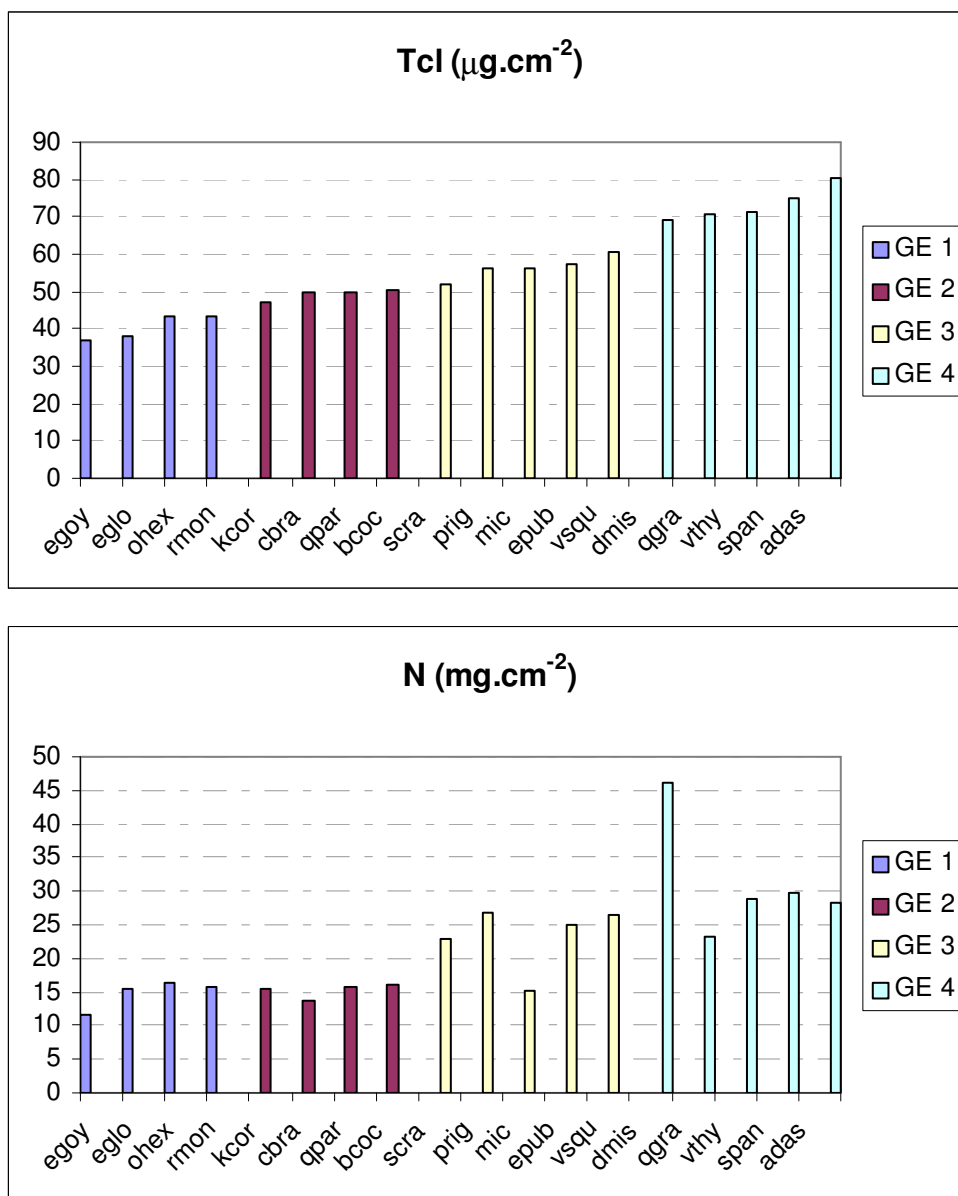 Tcl (µg.cm⁻²)
90
80
70
60
50
40
30
20
10
0
egoy eglo ohex rmon kcor cbra qpar bcoc scra prig mic epub vsqu dmis qgra vthy span adas
GE 1
GE 2
GE 3
GE 4
N (mg.cm⁻²)
50
45
40
35
30
25
20
15
10
5
0
egoy eglo ohex rmon kcor cbra qpar bcoc scra prig mic epub vsqu dmis qgra vthy span adas
GE 1
GE 2
GE 3
GE 4